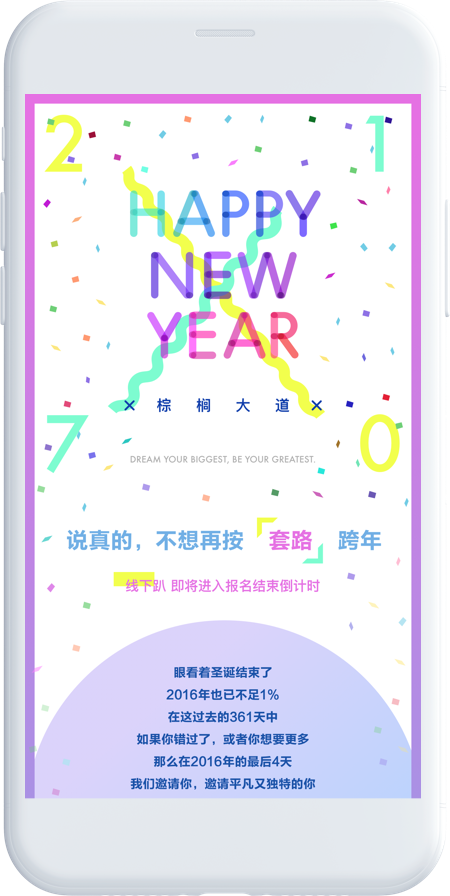 2 1
HAPPY
NEW
YEAR
× 棕 榈 大 道 ×
7 0
DREAM YOUR BIGGEST, BE YOUR GREATEST.
说真的，不想再按 套路 跨年
线下趴 即将进入报名结束倒计时
眼看着圣诞结束了
2016年也已不足1%
在这过去的361天中
如果你错过了，或者你想要更多
那么在2016年的最后4天
我们邀请你，邀请平凡又独特的你